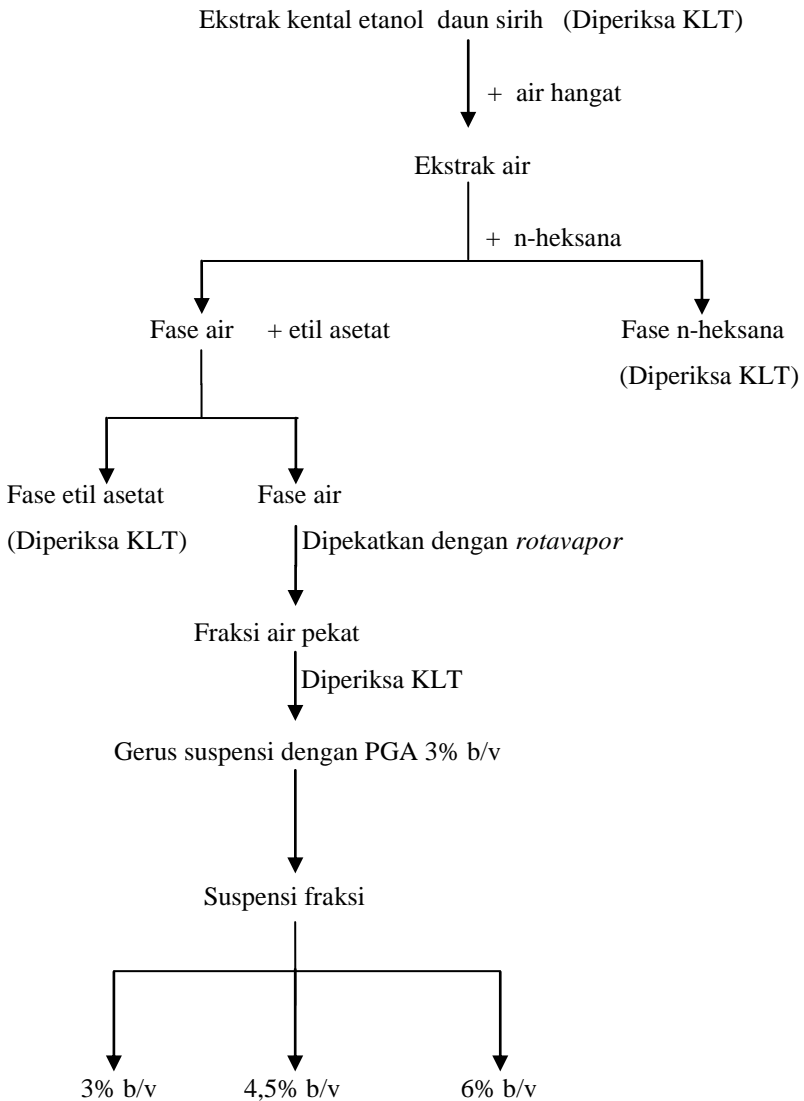 Ekstrak kental etanol daun sirih (Diperiksa KLT)
+ air hangat
Ekstrak air
+ n-heksana
Fase air + etil asetat
Fase n-heksana
(Diperiksa KLT)
Fase etil asetat
(Diperiksa KLT)
Fase air
Dipekatkan dengan rotavapor
Fraksi air pekat
Diperiksa KLT
Gerus suspensi dengan PGA 3% b/v
Suspensi fraksi
3% b/v 4,5% b/v 6% b/v